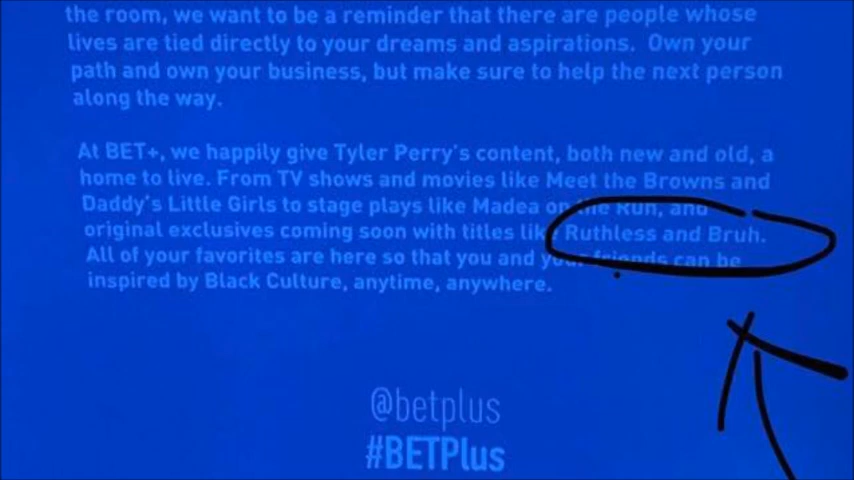 the room, we want to be a reminder that there are people whose
lives are tied directly to your dreams and aspirations. Own your
path and own your business, but make sure to help the next person
along the way.
At BET+, we happily give Tyler Perry's content, both new and old, a
home to live. From TV shows and movies like Meet the Browns and
Daddy's Little Girls to stage plays like Madea on the Run, and
original exclusives coming soon with titles like Ruthless and Bruh.
All of your favorites are here so that you and your friends can be
inspired by Black Culture, anytime, anywhere.
@betplus
#BETPlus